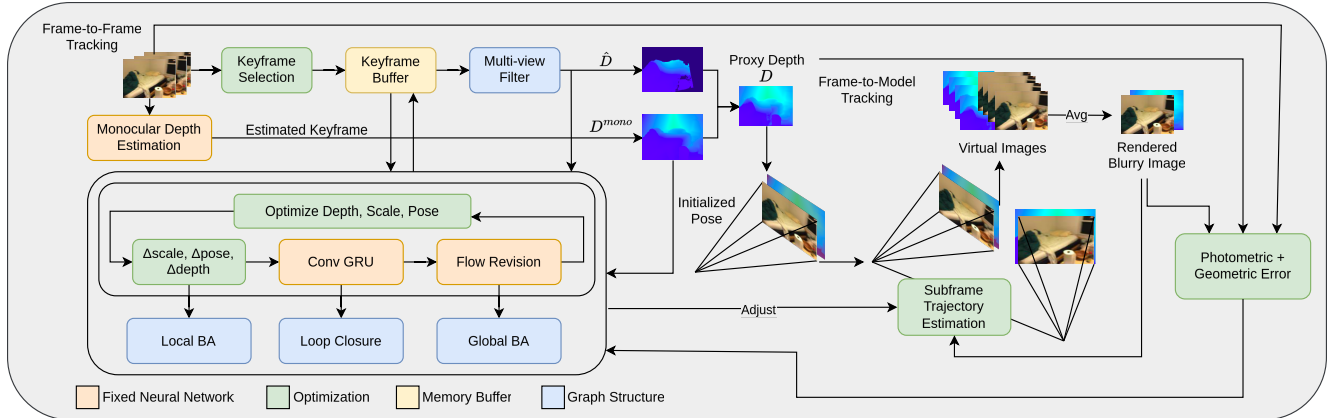 Frame-to-Frame
Tracking
Keyframe
Selection
Keyframe
Buffer
Multi-view
Filter
D̂
Proxy Depth
D
Frame-to-Model
Tracking
Monocular Depth
Estimation
Estimated Keyframe
D^{mono}
Avg
Virtual Images
Rendered
Blurry Image
Optimize Depth, Scale, Pose
Initialized
Pose
Δscale, Δpose,
Δdepth
Conv GRU
Flow Revision
Photometric +
Geometric Error
Subframe
Trajectory
Estimation
Adjust
Local BA
Loop Closure
Global BA
Fixed Neural Network
Optimization
Memory Buffer
Graph Structure